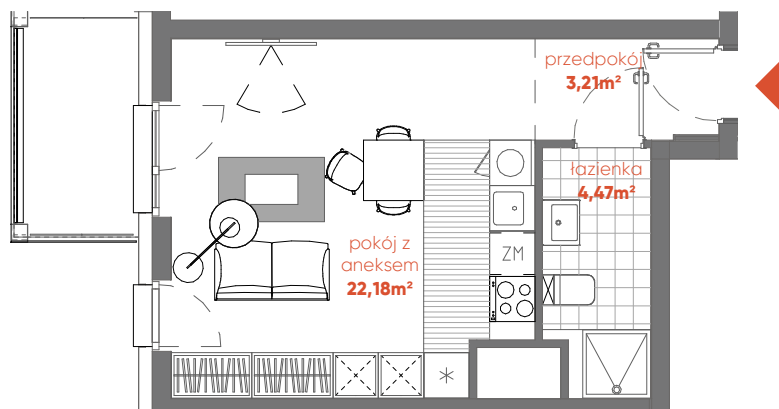 przedpokój
3,21m²
łazienka
4,47m²
pokój z
aneksem
22,18m²
ZM